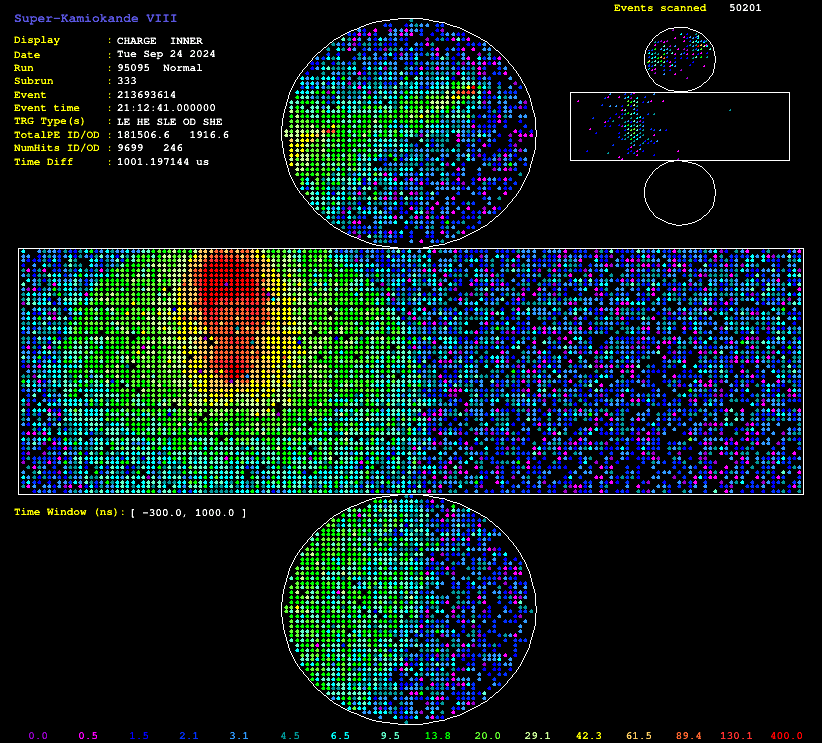 Super-Kamiokande VIII
Display : CHARGE INNER
Date : Tue Sep 24 2024
Run : 95095 Normal
Subrun : 333
Event : 213693614
Event time : 21:12:41.000000
TRG Type(s) : LE HE SLE OD SHE
TotalPE ID/OD : 181506.6 1916.6
NumHits ID/OD : 9699 246
Time Diff : 1001.197144 us
Events scanned 50201
Time Window (ns): [ -300.0, 1000.0 ]
0.0 0.5 1.5 2.1 3.1 4.5 6.5 9.5 13.8 20.0 29.1 42.3 61.5 89.4 130.1 400.0